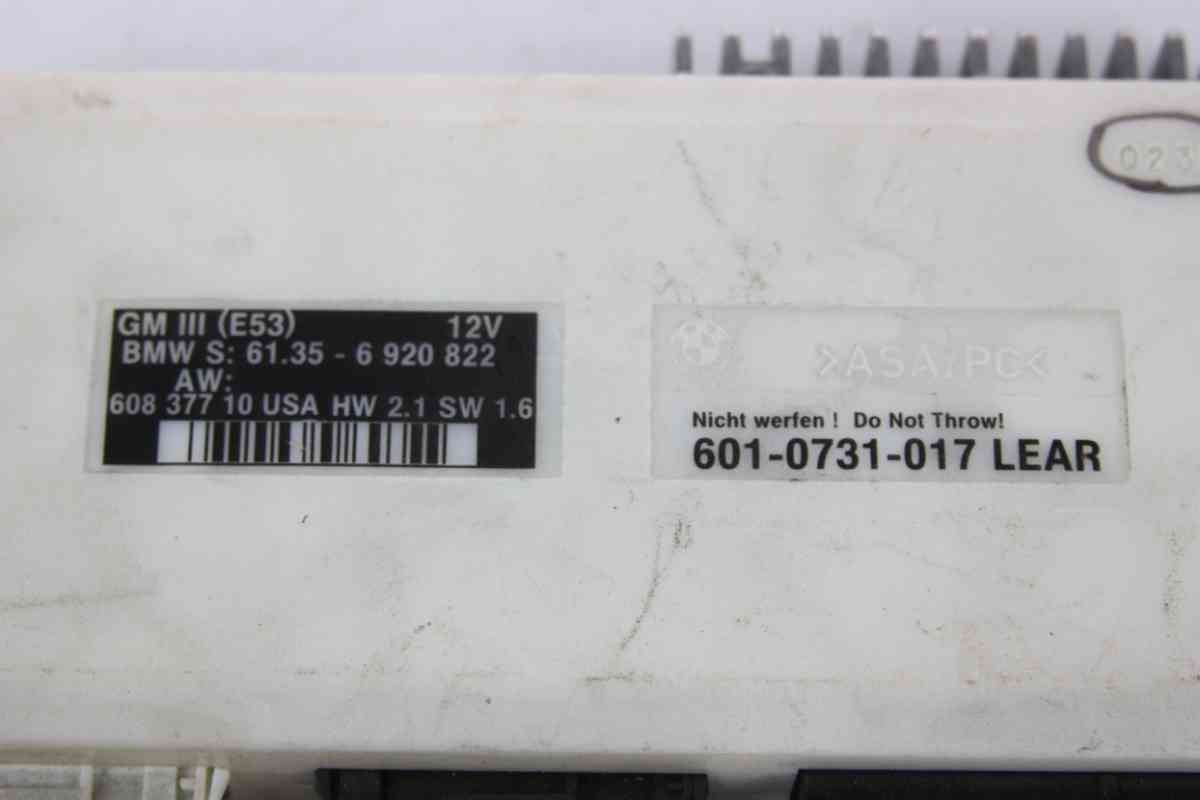 023
GM III (E53) 12V
BMW S: 61.35 - 6 920 822
AW:
608 377 10 USA HW 2.1 SW 1.6
>ASA/PC<
Nicht werfen ! Do Not Throw!
601-0731-017 LEAR